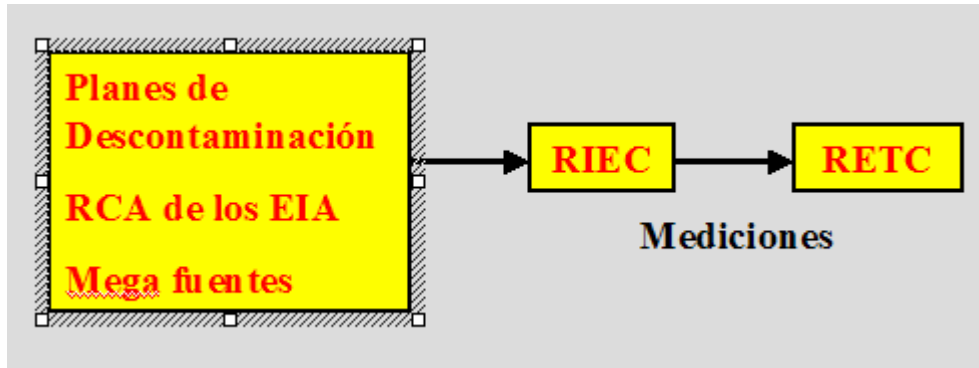 Planes de
Descontaminación
RCA de los EIA
Mega fuentes
RIEC
RETC
Mediciones